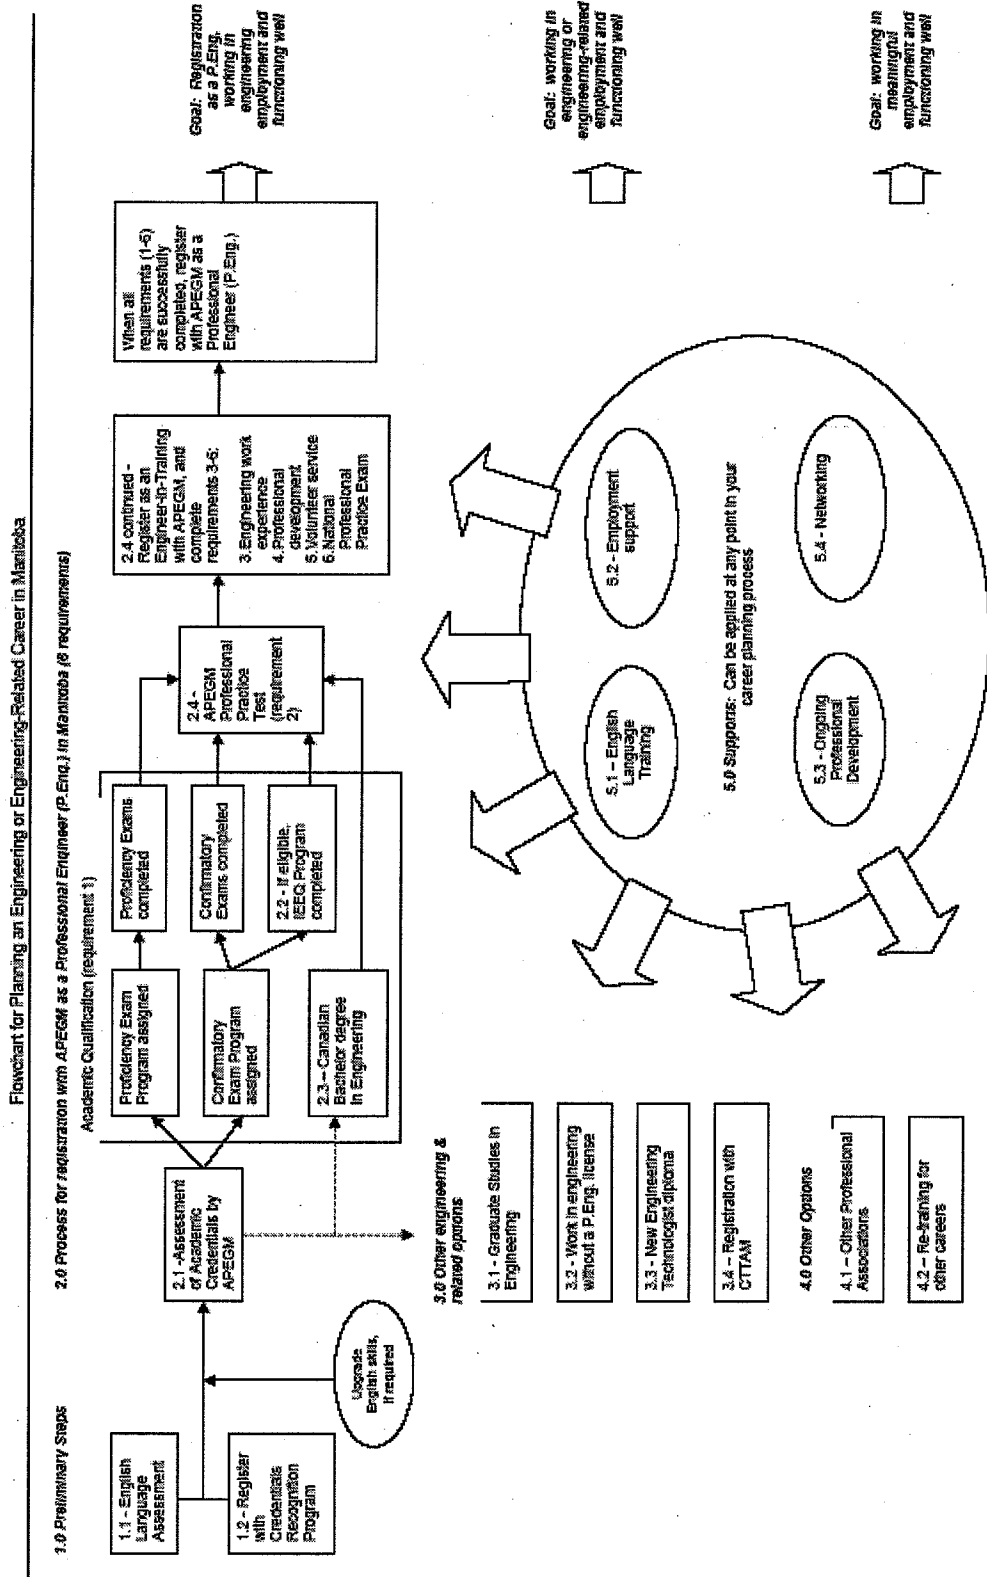 Flowchart for Planning an Engineering or Engineering-Related Career in Manitoba
1.0 Preliminary Steps
2.0 Process for registration with APEGM as a Professional Engineer (P.Eng.) in Manitoba (6 requirements)
Academic Qualification (requirement 1)
1.1 - English
Language
Assessment
1.2 - Register
with
Credentials
Recognition
Program
Upgrade
English skills,
if required
2.1 -Assessment
of Academic
Credentials by
APEGM
Proficiency Exam
Program assigned
Confirmatory
Exam Program
assigned
2.3 – Canadian
Bachelor degree
in Engineering
Proficiency Exams
completed
Confirmatory
Exams completed
2.2 - If eligible,
IEEQ Program
completed
2.4 -
APEGM
Professional
Practice
Test
(requirement
2)
2.4 continued -
Register as an
Engineer-in-Training
with APEGM, and
complete
requirements 3-6:
3. Engineering work
experience
4. Professional
development
5. Volunteer service
6. National
Professional
Practice Exam
When all
requirements (1-6)
are successfully
completed, register
with APEGM as a
Professional
Engineer (P.Eng.)
Goal: Registration
as a P.Eng,
working in
engineering
employment and
functioning well
3.0 Other engineering &
related options
3.1 - Graduate Studies in
Engineering
3.2 - Work in engineering
without a P.Eng. license
3.3 - New Engineering
Technologist diploma
3.4 – Registration with
CTTAM
4.0 Other Options
4.1 – Other Professional
Associations
4.2 – Re-training for
other careers
5.1 – English
Language
Training
5.2 - Employment
support
5.0 Supports: Can be applied at any point in your
career planning process
5.3 - Ongoing
Professional
Development
5.4 - Networking
Goal: working in
engineering or
engineering-related
employment and
functioning well
Goal: working in
meaningful
employment and
functioning well